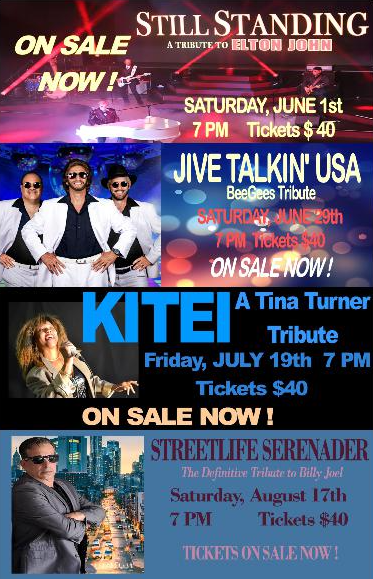 STILL STANDING
A TRIBUTE TO ELTON JOHN
ON SALE
NOW !
SATURDAY, JUNE 1st
7 PM Tickets $ 40
JIVE TALKIN' USA
BeeGees Tribute
SATURDAY, JUNE 29th
7 PM Tickets $40
ON SALE NOW !
KITEI A Tina Turner
Tribute
Friday, JULY 19th 7 PM
Tickets $40
ON SALE NOW !
STREETLIFE SERENADER
The Definitive Tribute to Billy Joel
Saturday, August 17th
7 PM Tickets $40
TICKETS ON SALE NOW !